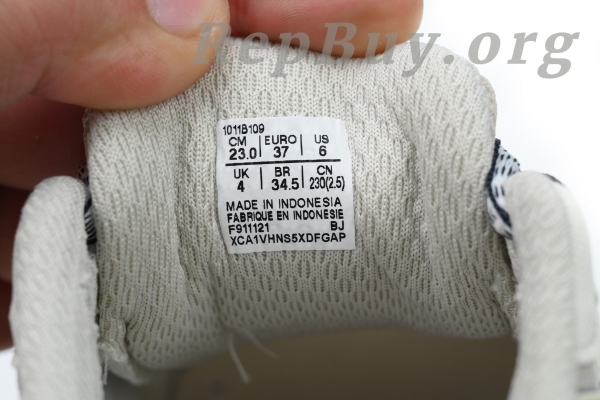 RepBuy.org
1011B109
CM EURO US
23.0 37 6
UK BR CN
4 34.5 230(2.5)
MADE IN INDONESIA
FABRIQUE EN INDONESIE
F911121 BJ
XCA1VHNS5XDFGAP